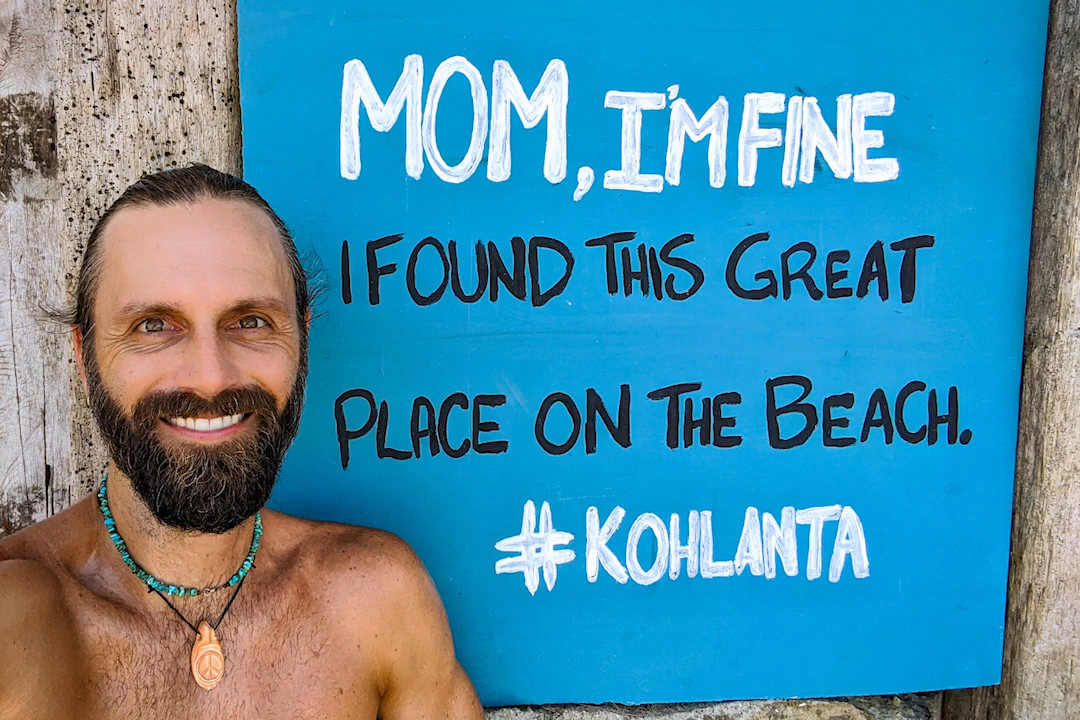 MOM, I'M FINE
I FOUND THIS GREAT
PLACE ON THE BEACH.
#KOHLANTA